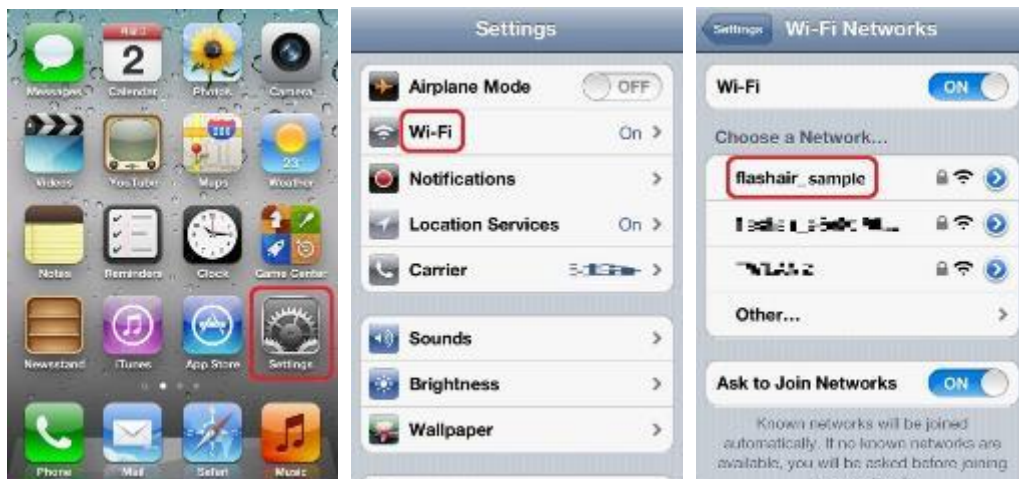 2
Messages
Calendar
Photos
Camera
23
Videos
YouTube
Maps
Weather
Notes
Reminders
Clock
Game Center
Newsstand
iTunes
App Store
Settings
Phone
Mail
Safari
Music
Settings
Airplane Mode OFF
Wi-Fi On
Notifications
Location Services On
Carrier
Sounds
Brightness
Wallpaper
Settings Wi-Fi Networks
Wi-Fi ON
Choose a Network...
flashair_sample
Other...
Ask to Join Networks ON
Known networks will be joined
automatically. If no known networks are
available, you will be asked before joining